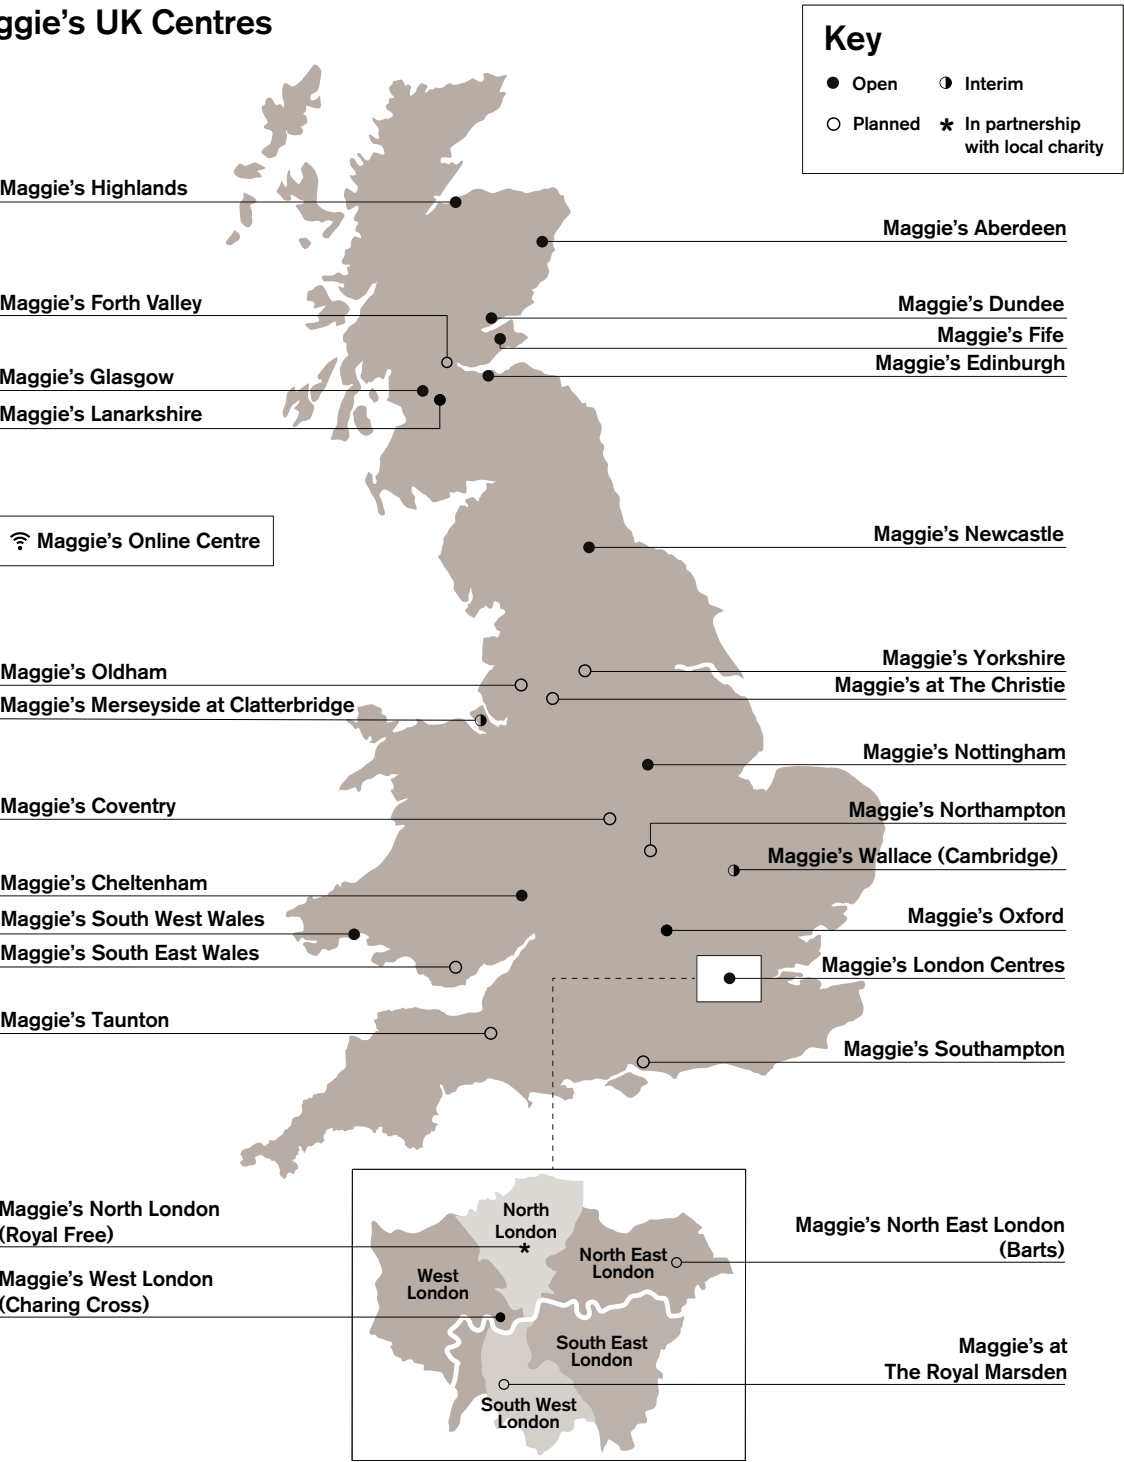 ggie's UK Centres
Key
Open
Interim
Planned
* In partnership
with local charity
Maggie's Highlands
Maggie's Aberdeen
Maggie's Forth Valley
Maggie's Dundee
Maggie's Fife
Maggie's Edinburgh
Maggie's Glasgow
Maggie's Lanarkshire
Maggie's Online Centre
Maggie's Newcastle
Maggie's Oldham
Maggie's Yorkshire
Maggie's at The Christie
Maggie's Merseyside at Clatterbridge
Maggie's Nottingham
Maggie's Coventry
Maggie's Northampton
Maggie's Wallace (Cambridge)
Maggie's Cheltenham
Maggie's South West Wales
Maggie's Oxford
Maggie's South East Wales
Maggie's London Centres
Maggie's Taunton
Maggie's Southampton
Maggie's North London
(Royal Free)
Maggie's West London
(Charing Cross)
North
London
*
North East
London
West
London
South East
London
South West
London
Maggie's North East London
(Barts)
Maggie's at
The Royal Marsden